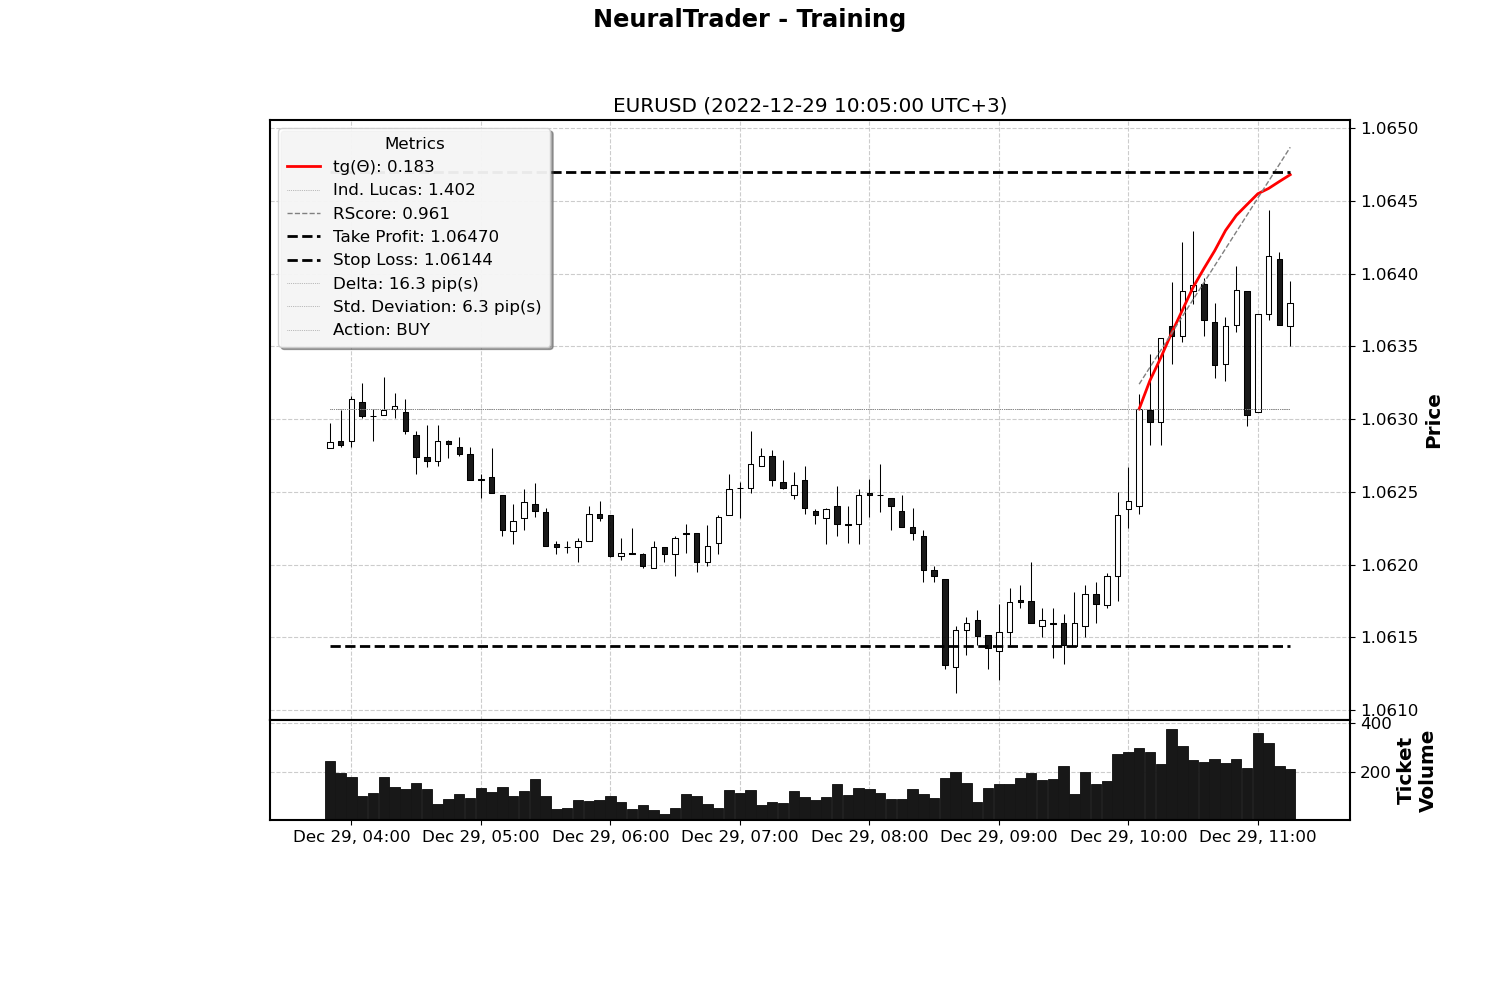 NeuralTrader - Training
EURUSD (2022-12-29 10:05:00 UTC+3)
Metrics
tg(Θ): 0.183
Ind. Lucas: 1.402
RScore: 0.961
Take Profit: 1.06470
Stop Loss: 1.06144
Delta: 16.3 pip(s)
Std. Deviation: 6.3 pip(s)
Action: BUY
1.0650
1.0645
1.0640
1.0635
1.0630
1.0625
1.0620
1.0615
1.0610
Price
400
200
Ticket
Volume
Dec 29, 04:00 Dec 29, 05:00 Dec 29, 06:00 Dec 29, 07:00 Dec 29, 08:00 Dec 29, 09:00 Dec 29, 10:00 Dec 29, 11:00